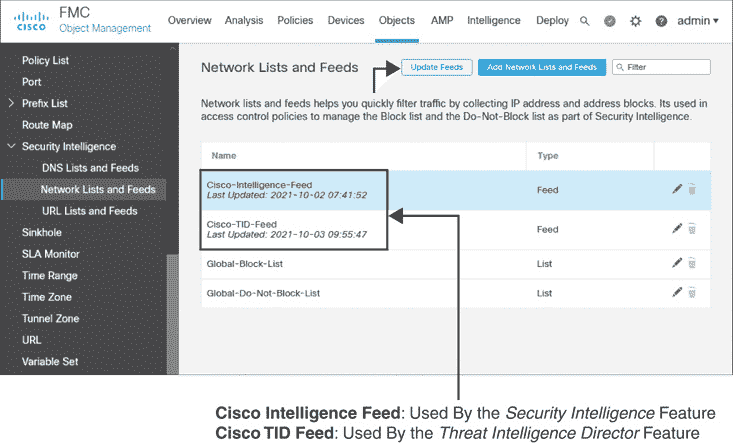 CISCO
FMC
Object Management
Overview
Analysis
Policies
Devices
Objects
AMP
Intelligence
Deploy
admin
Policy List
Port
Prefix List
Route Map
Security Intelligence
DNS Lists and Feeds
Network Lists and Feeds
URL Lists and Feeds
Sinkhole
SLA Monitor
Time Range
Time Zone
Tunnel Zone
URL
Variable Set
Network Lists and Feeds
Update Feeds
Add Network Lists and Feeds
Filter
Network lists and feeds helps you quickly filter traffic by collecting IP address and address blocks. Its used in
access control policies to manage the Block list and the Do-Not-Block list as part of Security Intelligence.
Name
Type
Cisco-Intelligence-Feed
Last Updated: 2021-10-02 07:41:52
Feed
Cisco-TID-Feed
Last Updated: 2021-10-03 09:55:47
Feed
Global-Block-List
List
Global-Do-Not-Block-List
List
Cisco Intelligence Feed: Used By the Security Intelligence Feature
Cisco TID Feed: Used By the Threat Intelligence Director Feature